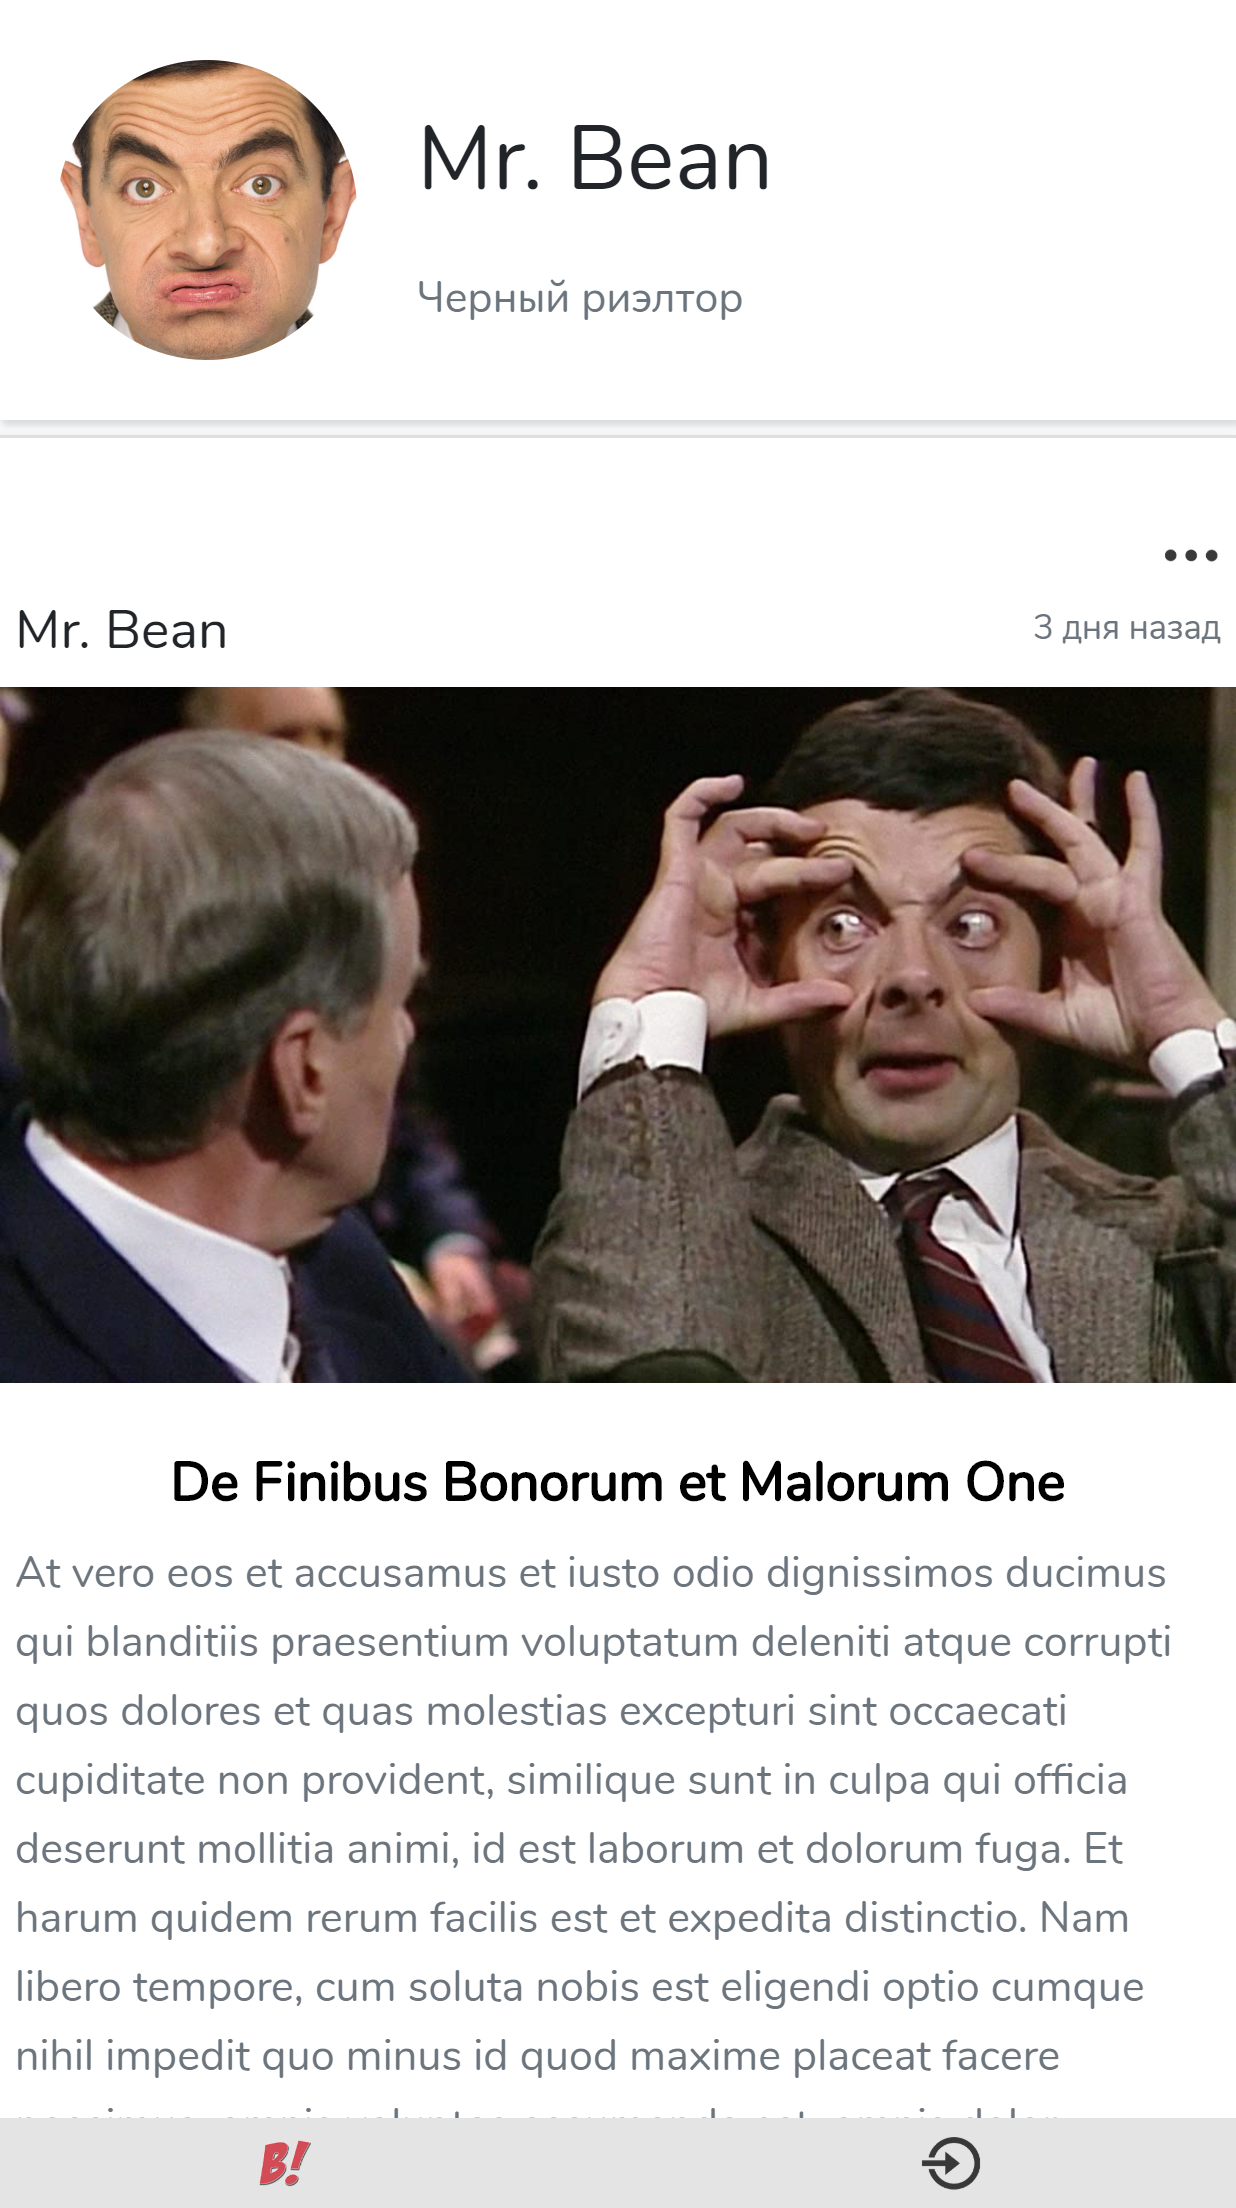 Mr. Bean
Черный риэлтор
Mr. Bean
3 дня назад
De Finibus Bonorum et Malorum One
At vero eos et accusamus et iusto odio dignissimos ducimus
qui blanditiis praesentium voluptatum deleniti atque corrupti
quos dolores et quas molestias excepturi sint occaecati
cupiditate non provident, similique sunt in culpa qui officia
deserunt mollitia animi, id est laborum et dolorum fuga. Et
harum quidem rerum facilis est et expedita distinctio. Nam
libero tempore, cum soluta nobis est eligendi optio cumque
nihil impedit quo minus id quod maxime placeat facere
B!